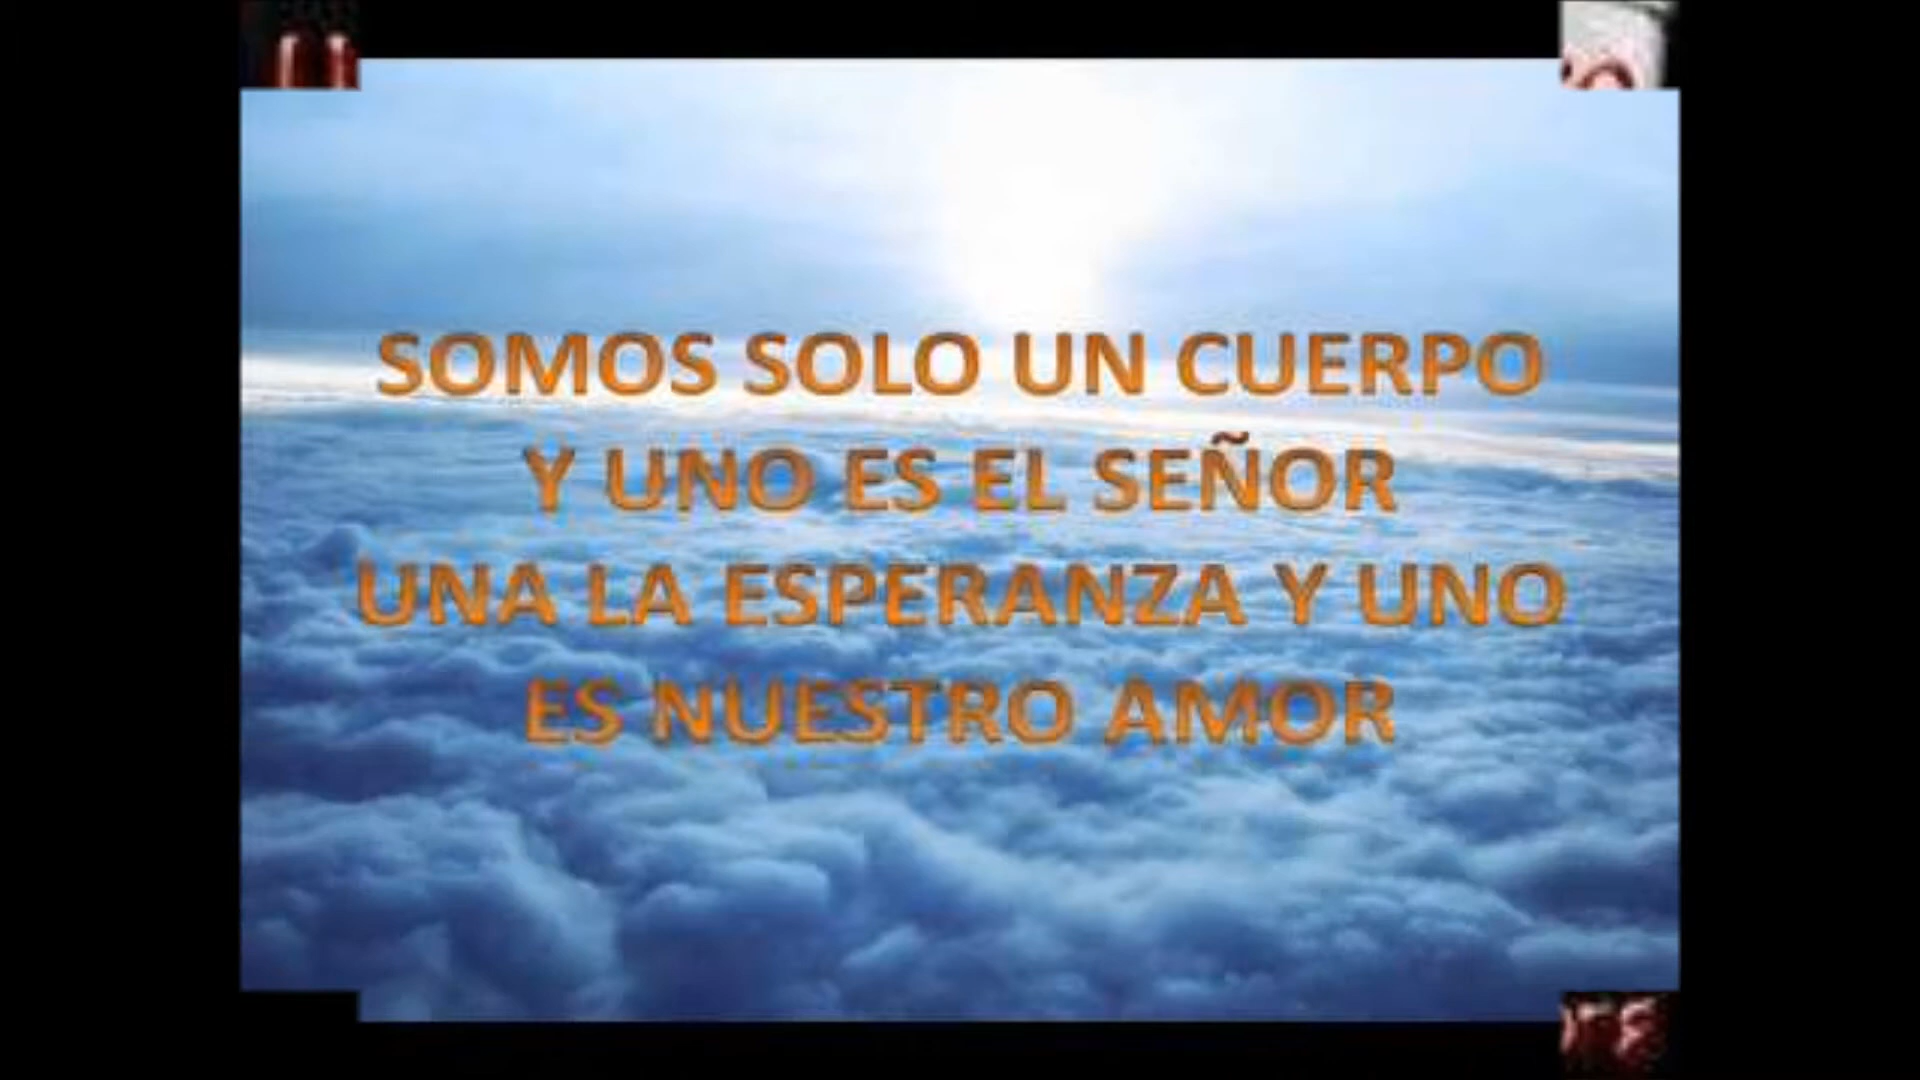 SOMOS SOLO UN CUERPO
Y UNO ES EL SEÑOR
UNA LA ESPERANZA Y UNO
ES NUESTRO AMOR